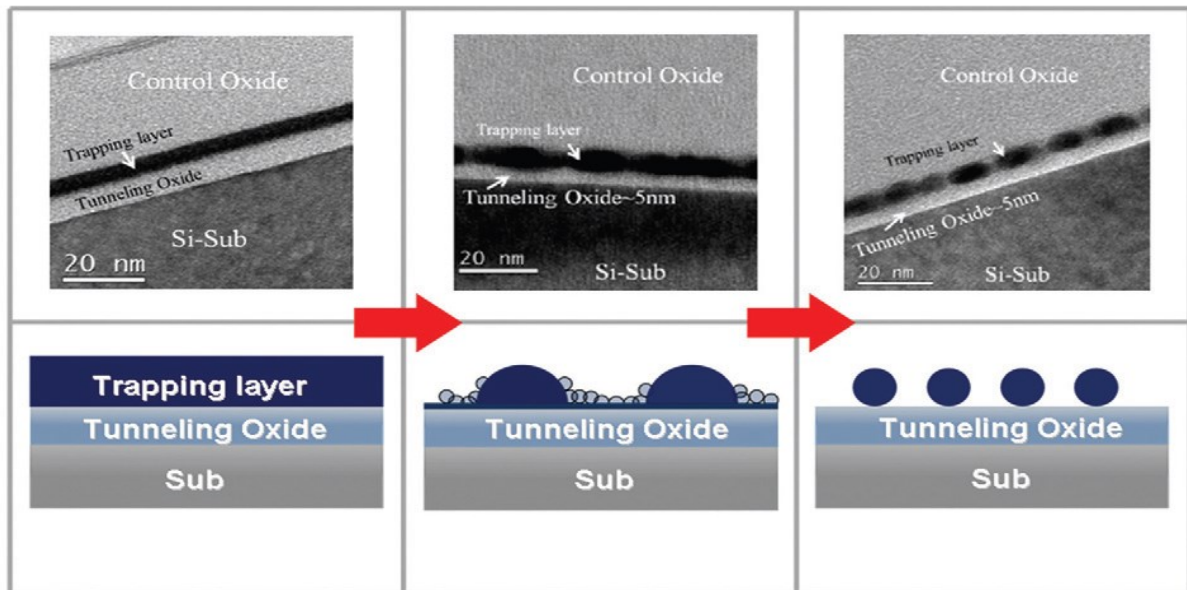 Control Oxide
Trapping layer
Tunneling Oxide
Si-Sub
20 nm
Control Oxide
Trapping layer
Tunneling Oxide~5nm
20 nm
Si-Sub
Control Oxide
Trapping layer
Tunneling Oxide~5nm
20 nm
Si-Sub
Trapping layer
Tunneling Oxide
Sub
Tunneling Oxide
Sub
Tunneling Oxide
Sub